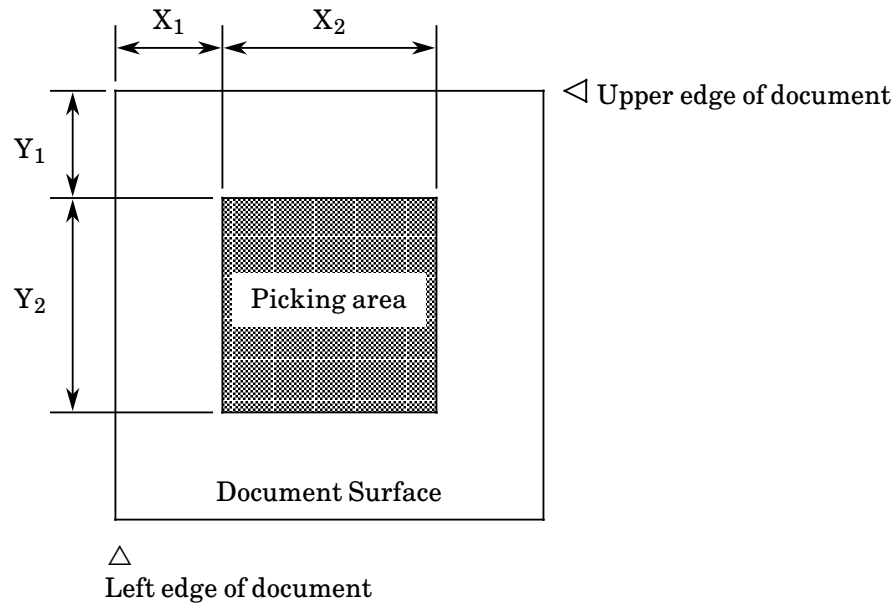 X₁ X₂
Upper edge of document
Y₁
Y₂
Picking area
Document Surface
Left edge of document